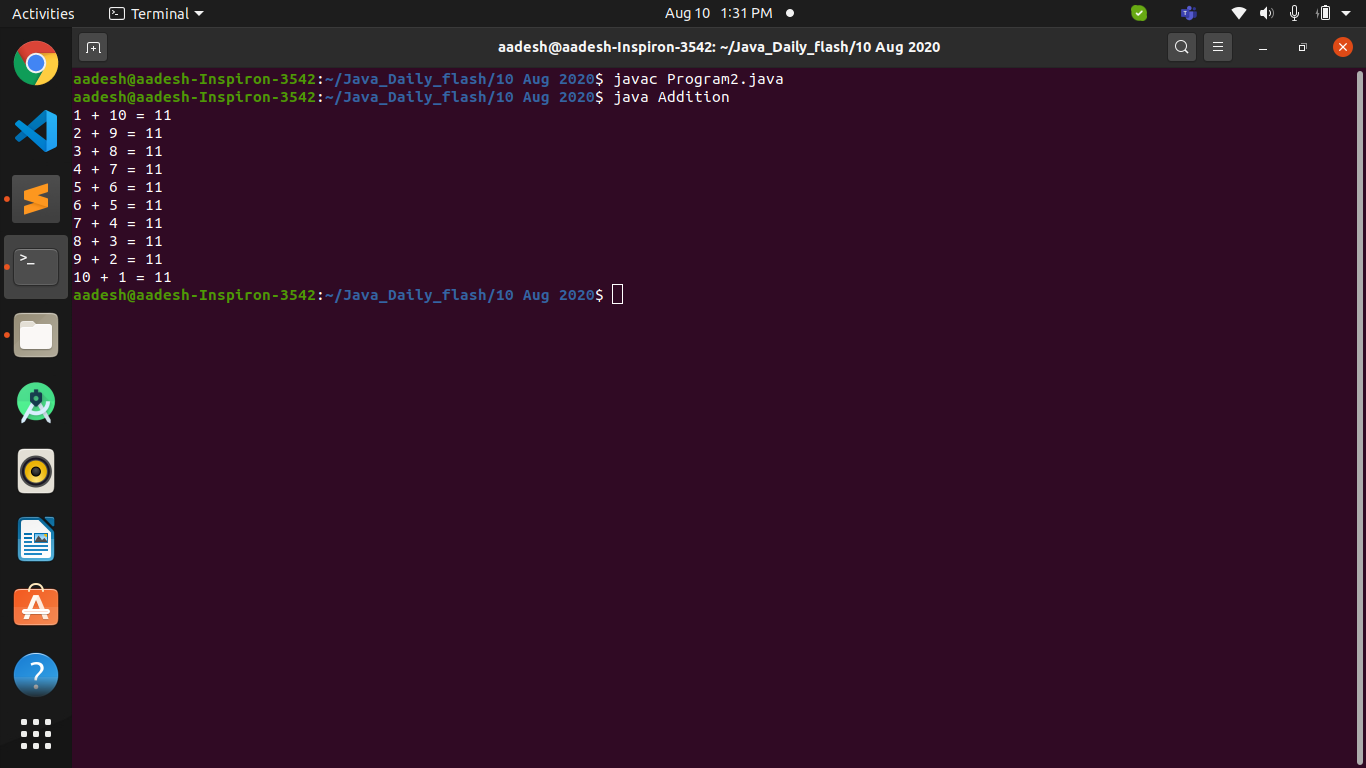 Activities Terminal Aug 10 1:31 PM
aadesh@aadesh-Inspiron-3542: ~/Java_Daily_flash/10 Aug 2020
aadesh@aadesh-Inspiron-3542:~/Java_Daily_flash/10 Aug 2020$ javac Program2.java
aadesh@aadesh-Inspiron-3542:~/Java_Daily_flash/10 Aug 2020$ java Addition
1 + 10 = 11
2 + 9 = 11
3 + 8 = 11
4 + 7 = 11
5 + 6 = 11
6 + 5 = 11
7 + 4 = 11
8 + 3 = 11
9 + 2 = 11
10 + 1 = 11
aadesh@aadesh-Inspiron-3542:~/Java_Daily_flash/10 Aug 2020$